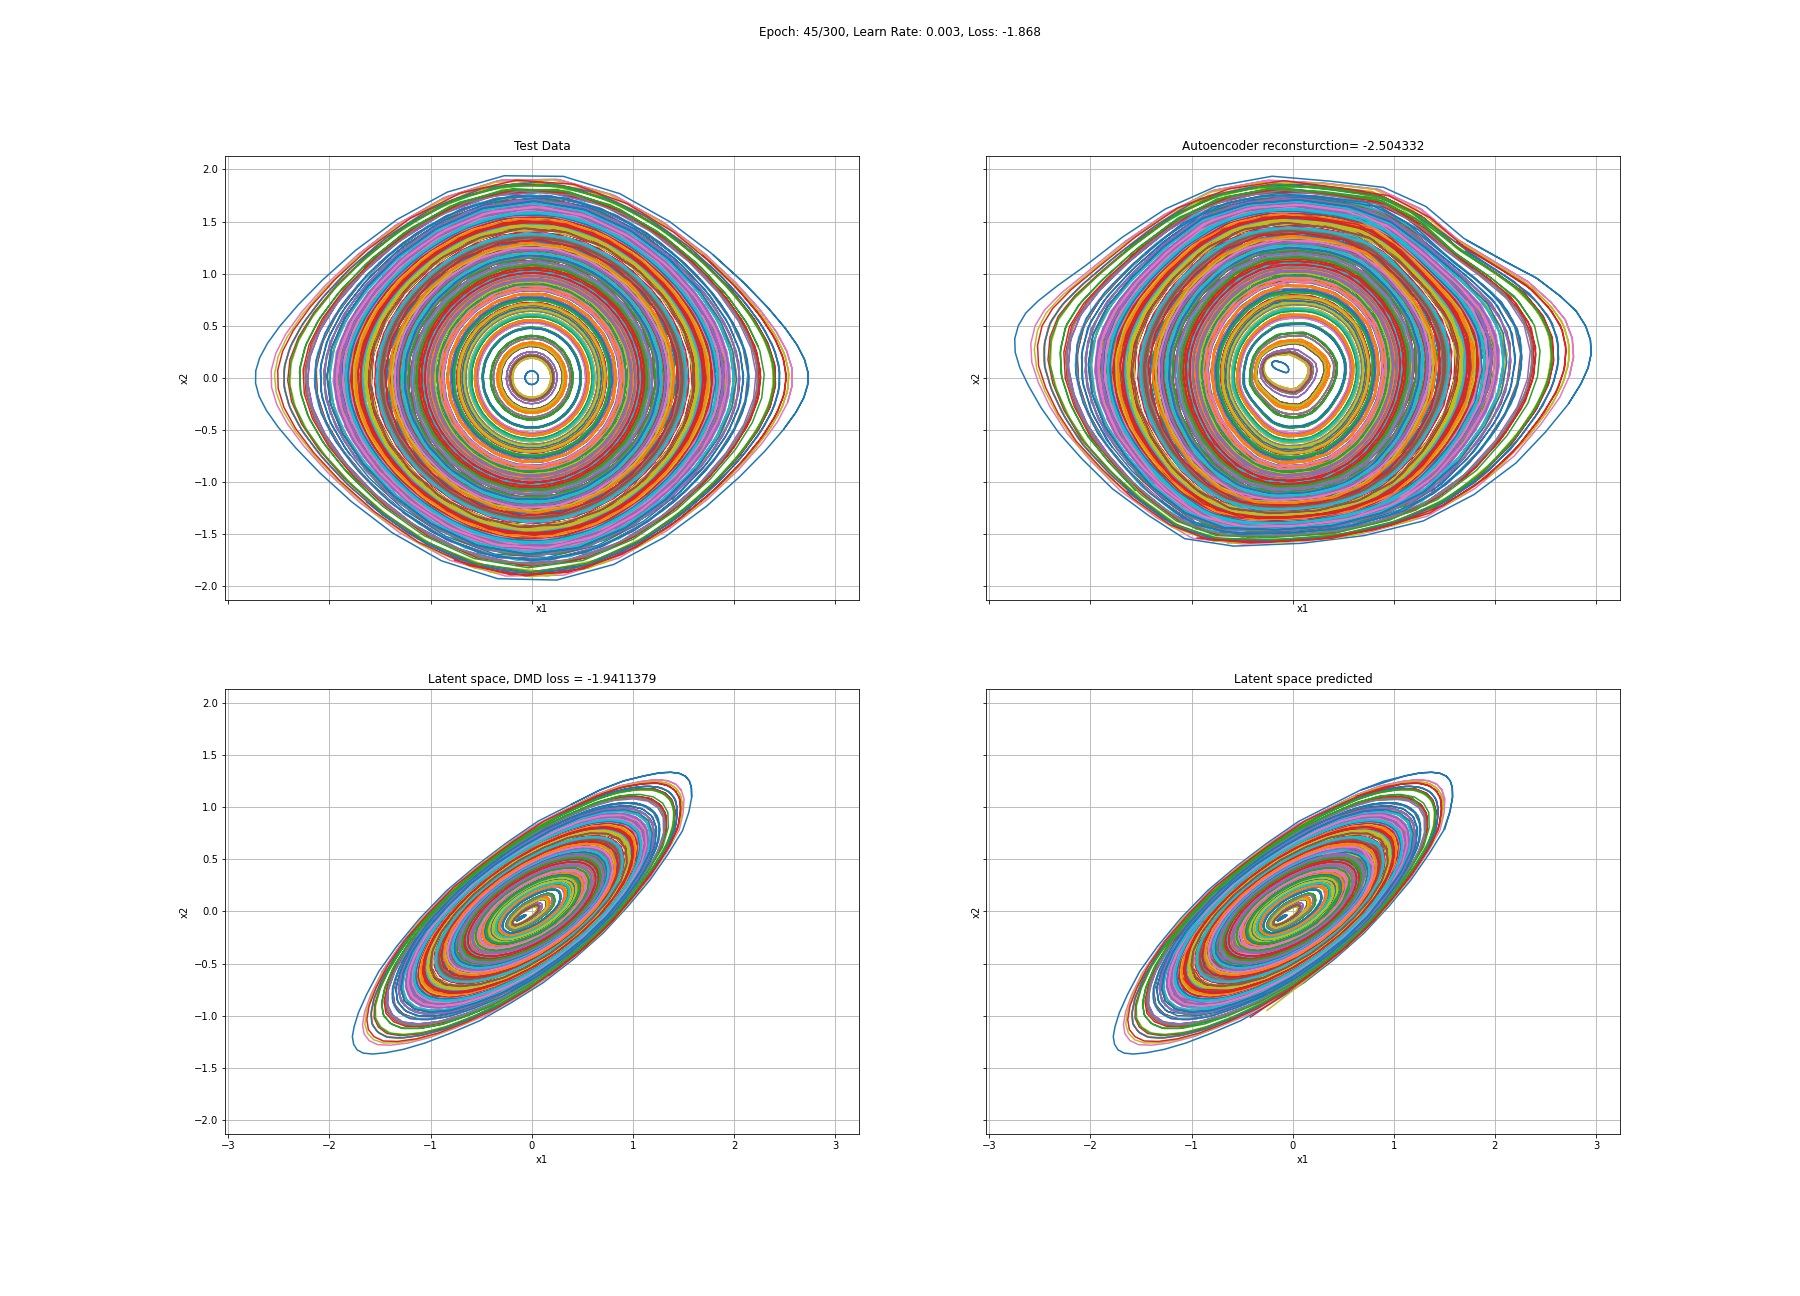 Epoch: 45/300, Learn Rate: 0.003, Loss: -1.868
Test Data
2.0
1.5
1.0
0.5
0.0
−0.5
−1.0
−1.5
−2.0
x2
x1
Autoencoder reconsturction= -2.504332
x2
x1
Latent space, DMD loss = -1.9411379
2.0
1.5
1.0
0.5
0.0
−0.5
−1.0
−1.5
−2.0
x2
−3 −2 −1 0 1 2 3
x1
Latent space predicted
x2
−3 −2 −1 0 1 2 3
x1